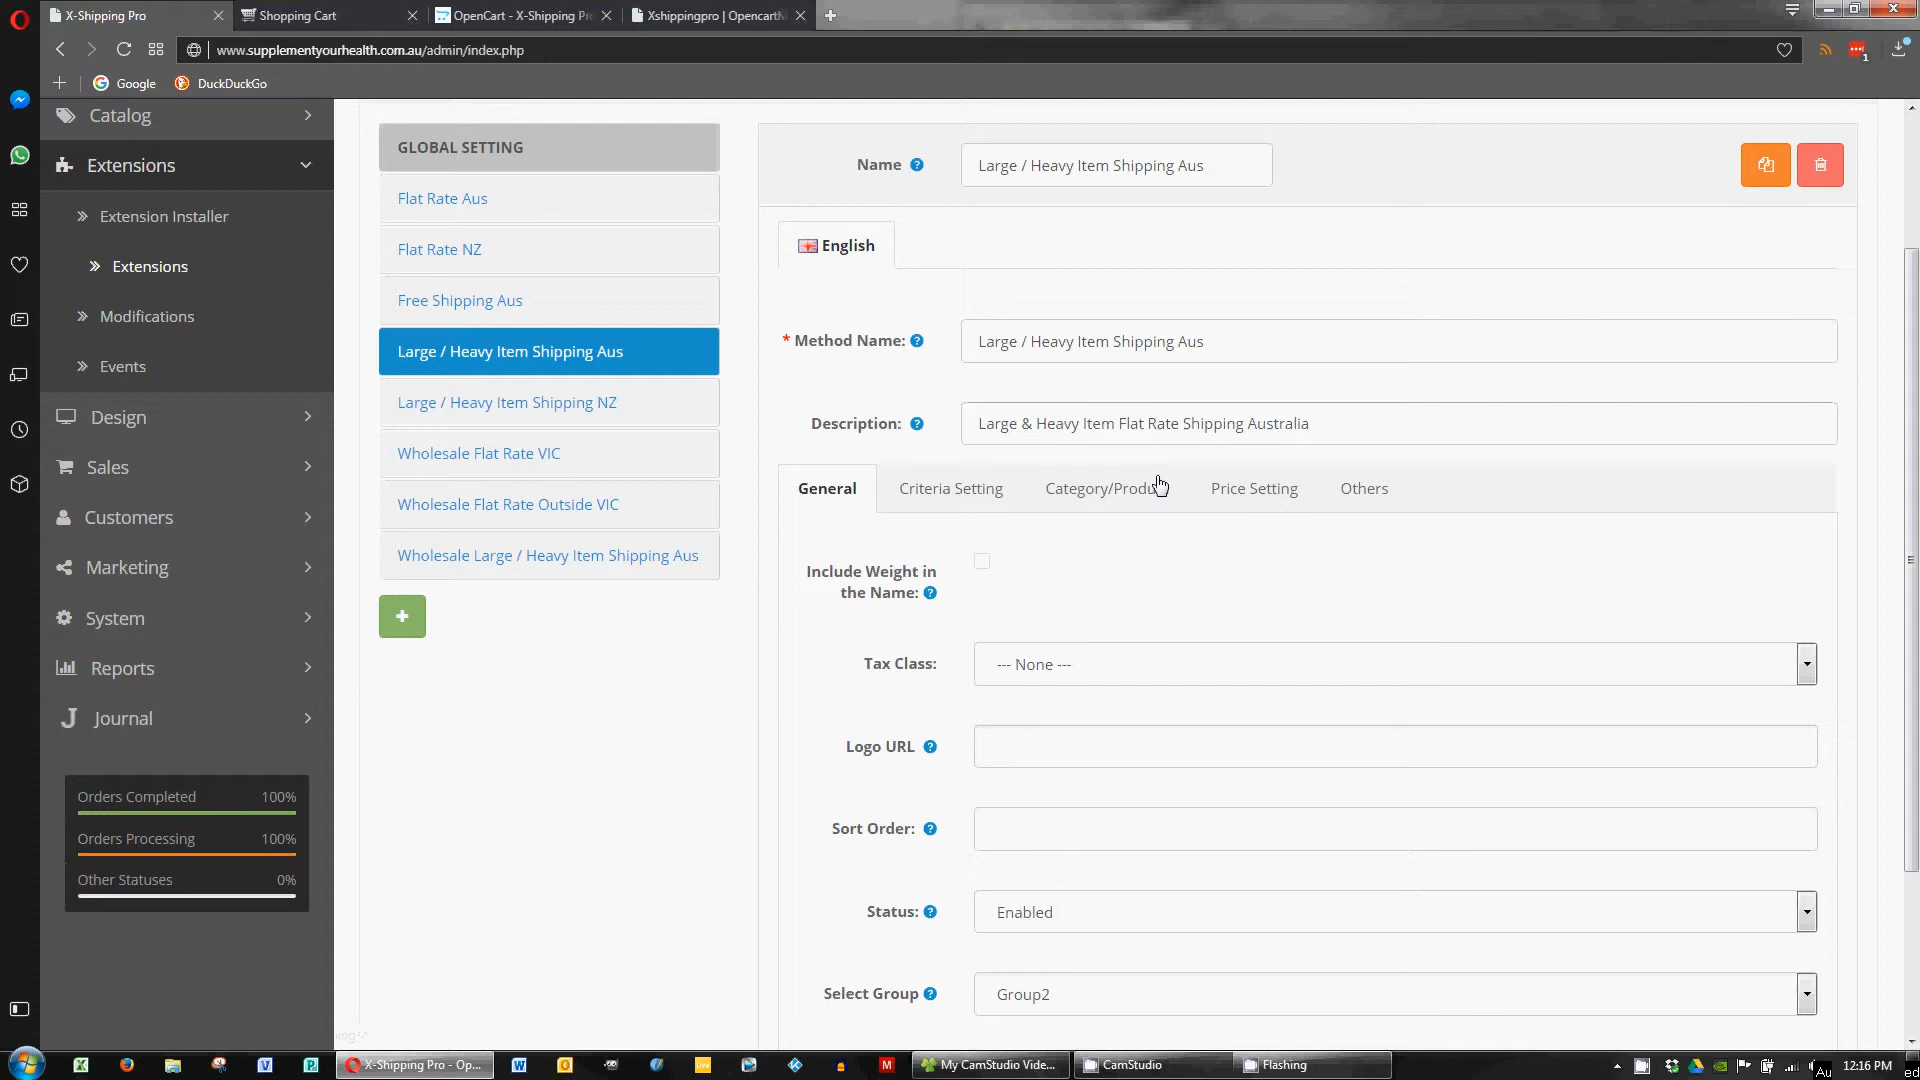 X-Shipping Pro
Shopping Cart
OpenCart - X-Shipping Pr
Xshippingpro | Opencart
www.supplementyourhealth.com.au/admin/index.php
1
Google
DuckDuckGo
Catalog
Extensions
Extension Installer
Extensions
Modifications
Events
Design
Sales
Customers
Marketing
System
Reports
Journal
Orders Completed 100%
Orders Processing 100%
Other Statuses 0%
GLOBAL SETTING
Flat Rate Aus
Flat Rate NZ
Free Shipping Aus
Large / Heavy Item Shipping Aus
Large / Heavy Item Shipping NZ
Wholesale Flat Rate VIC
Wholesale Flat Rate Outside VIC
Wholesale Large / Heavy Item Shipping Aus
Name Large / Heavy Item Shipping Aus
English
* Method Name: Large / Heavy Item Shipping Aus
Description: Large & Heavy Item Flat Rate Shipping Australia
General Criteria Setting Category/Produ Price Setting Others
Include Weight in
the Name:
Tax Class: --- None ---
Logo URL
Sort Order:
Status: Enabled
Select Group Group2
X-Shipping Pro - Op...
My CamStudio Vide...
CamStudio
Flashing
12:16 PM